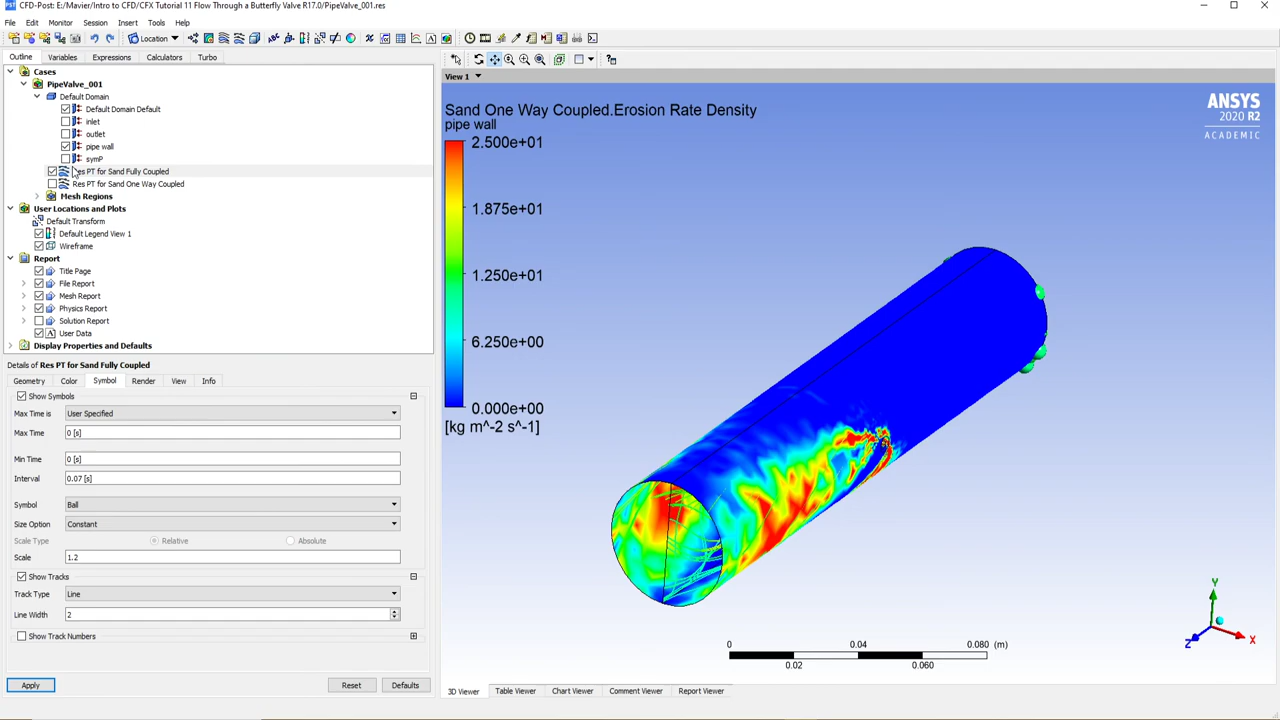 CFD-Post: E:/Mavier/Intro to CFD/CFX Tutorial 11 Flow Through a Butterfly Valve R17.0/PipeValve_001.res
File Edit Monitor Session Insert Tools Help
Location
Outline Variables Expressions Calculators Turbo
Cases
PipeValve_001
Default Domain
Default Domain Default
inlet
outlet
pipe wall
symP
Res PT for Sand Fully Coupled
Res PT for Sand One Way Coupled
Mesh Regions
User Locations and Plots
Default Transform
Default Legend View 1
Wireframe
Report
Title Page
File Report
Mesh Report
Physics Report
Solution Report
User Data
Display Properties and Defaults
Details of Res PT for Sand Fully Coupled
Geometry Color Symbol Render View Info
Show Symbols
Max Time is User Specified
Max Time 0 [s]
Min Time 0 [s]
Interval 0.07 [s]
Symbol Ball
Size Option Constant
Scale Type Relative Absolute
Scale 1.2
Show Tracks
Track Type Line
Line Width 2
Show Track Numbers
Apply Reset Defaults
View 1
Sand One Way Coupled.Erosion Rate Density
pipe wall
2.500e+01
1.875e+01
1.250e+01
6.250e+00
0.000e+00
[kg m^-2 s^-1]
ANSYS
2020 R2
ACADEMIC
Y
X
Z
0 0.04 0.080 (m)
0.02 0.060
3D Viewer Table Viewer Chart Viewer Comment Viewer Report Viewer